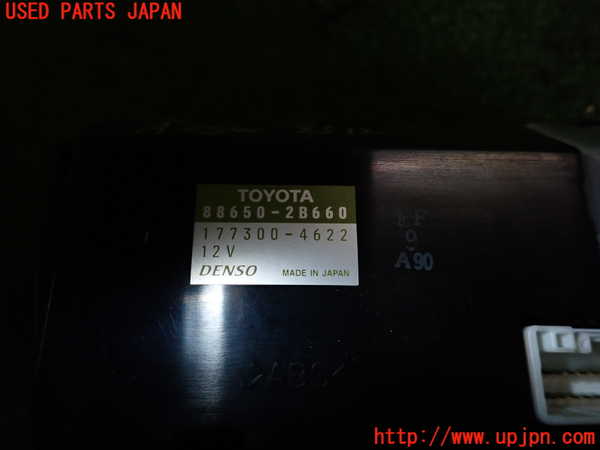 USED PARTS JAPAN
TOYOTA
88650-2B660
177300-4622
12V
DENSO MADE IN JAPAN
A90
http://www.upjpn.com/